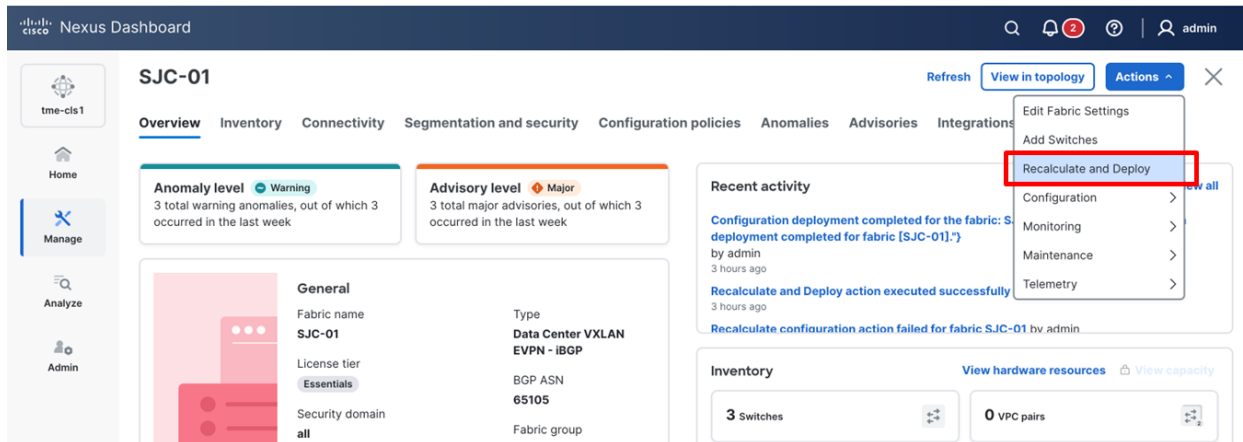 cisco Nexus Dashboard
2
admin
tme-cls1
Home
Manage
Analyze
Admin
SJC-01
Refresh
View in topology
Actions
Overview
Inventory
Connectivity
Segmentation and security
Configuration policies
Anomalies
Advisories
Integrations
Edit Fabric Settings
Add Switches
Recalculate and Deploy
Configuration
Monitoring
Maintenance
Telemetry
Anomaly level Warning
3 total warning anomalies, out of which 3
occurred in the last week
Advisory level Major
3 total major advisories, out of which 3
occurred in the last week
Recent activity
all
Configuration deployment completed for the fabric:
deployment completed for fabric [SJC-01]."}
by admin
3 hours ago
Recalculate and Deploy action executed successfully
3 hours ago
Recalculate configuration action failed for fabric SJC-01 by admin
General
Fabric name
SJC-01
Type
Data Center VXLAN
EVPN - iBGP
License tier
Essentials
BGP ASN
65105
Security domain
all
Fabric group
Inventory
View hardware resources
View capacity
3 Switches
0 VPC pairs
2